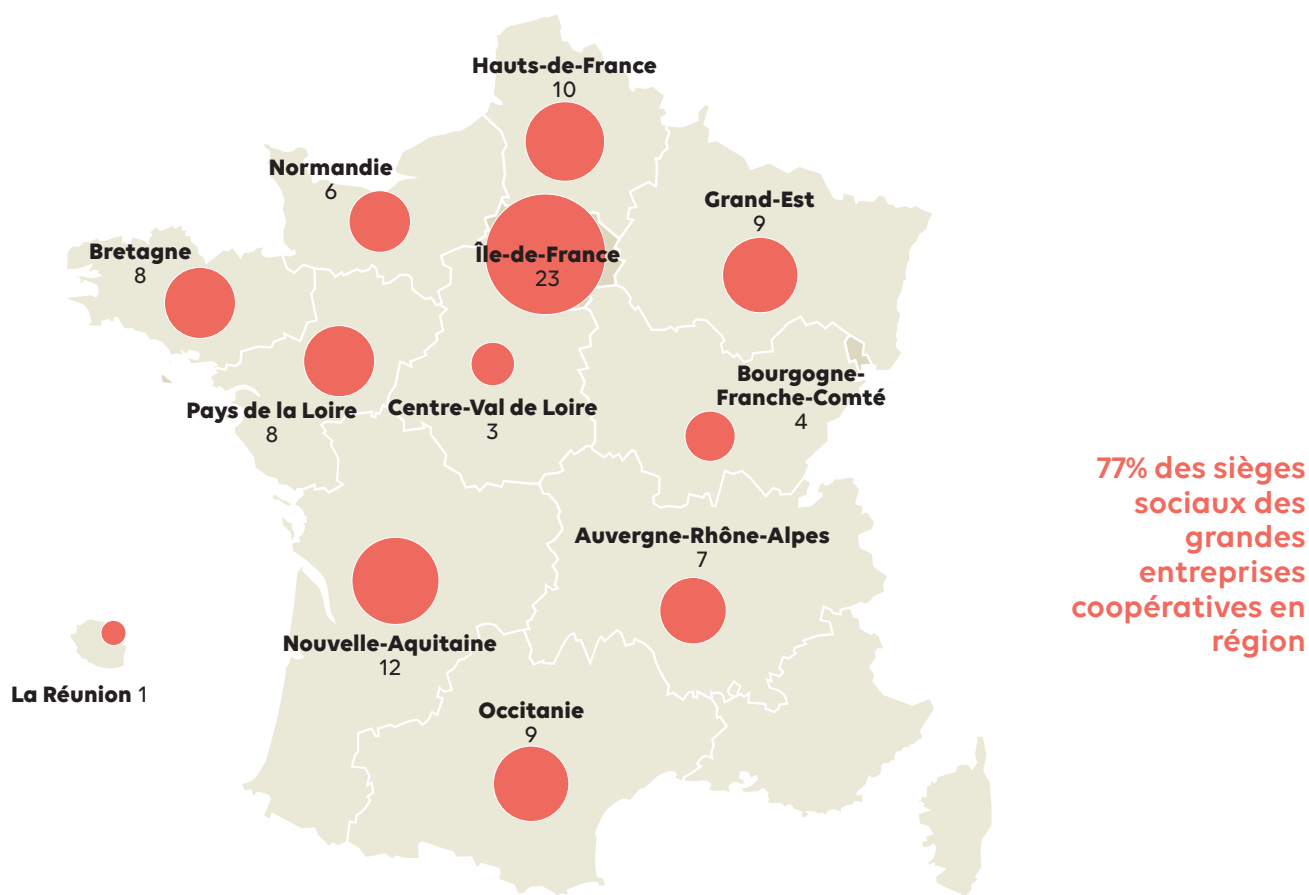 Hauts-de-France
10
Normandie
6
Grand-Est
9
Bretagne
8
Île-de-France
23
Bourgogne-
Franche-Comté
4
Pays de la Loire
8
Centre-Val de Loire
3
77% des sièges
sociaux des
grandes
entreprises
coopératives en
région
Auvergne-Rhône-Alpes
7
Nouvelle-Aquitaine
12
La Réunion 1
Occitanie
9